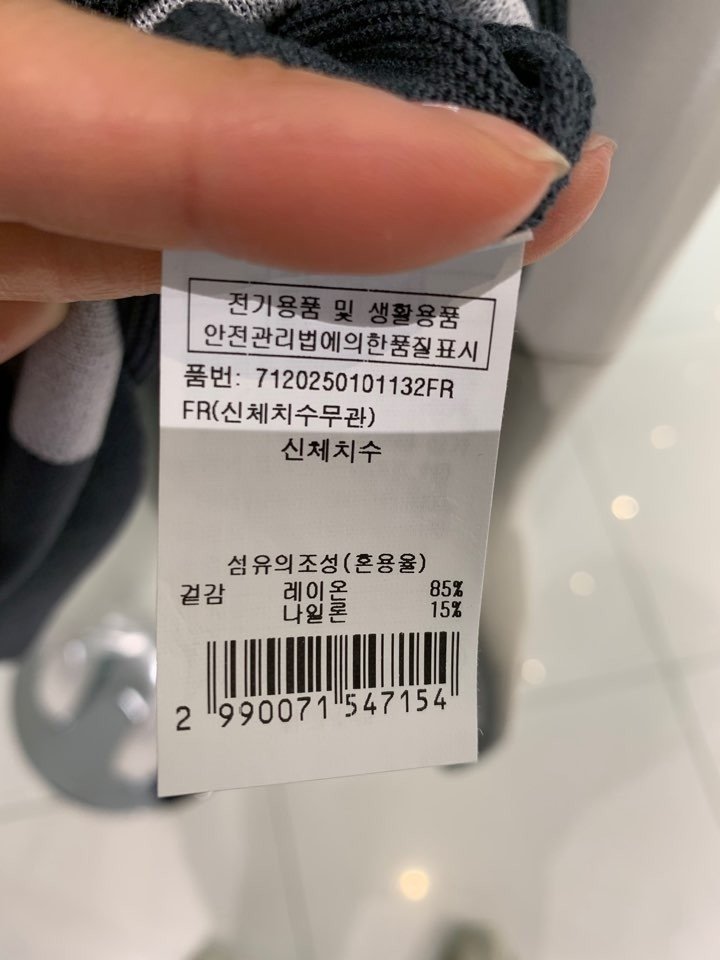 전기용품 및 생활용품
안전관리법에의한품질표시
품번: 7120250101132FR
FR(신체치수무관)
신체치수
섬유의조성(혼용율)
겉감 레이온 85%
나일론 15%
2 990071 547154